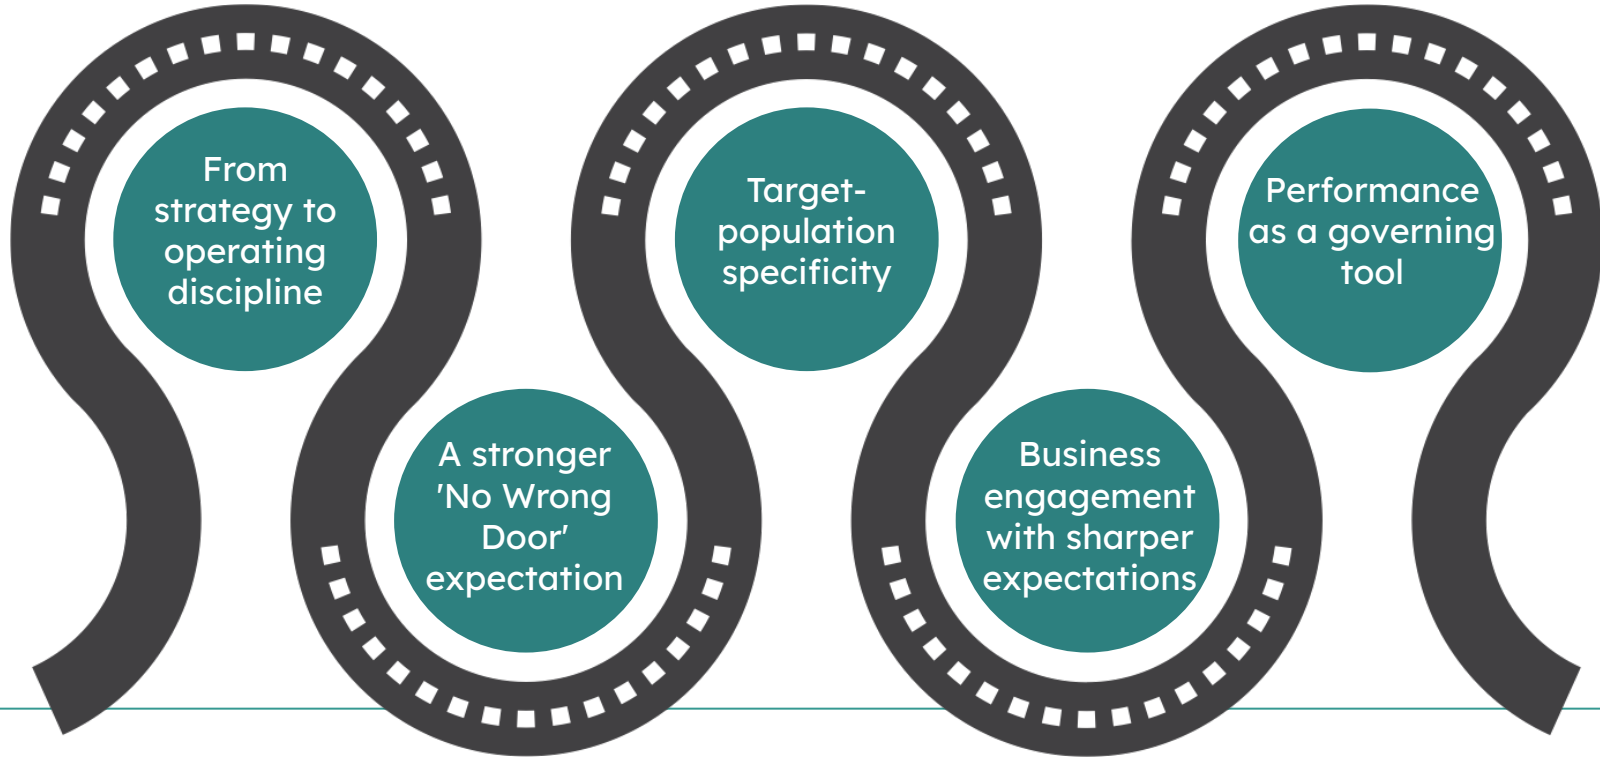 From
strategy to
operating
discipline
A stronger
'No Wrong
Door'
expectation
Target-
population
specificity
Business
engagement
with sharper
expectations
Performance
as a governing
tool